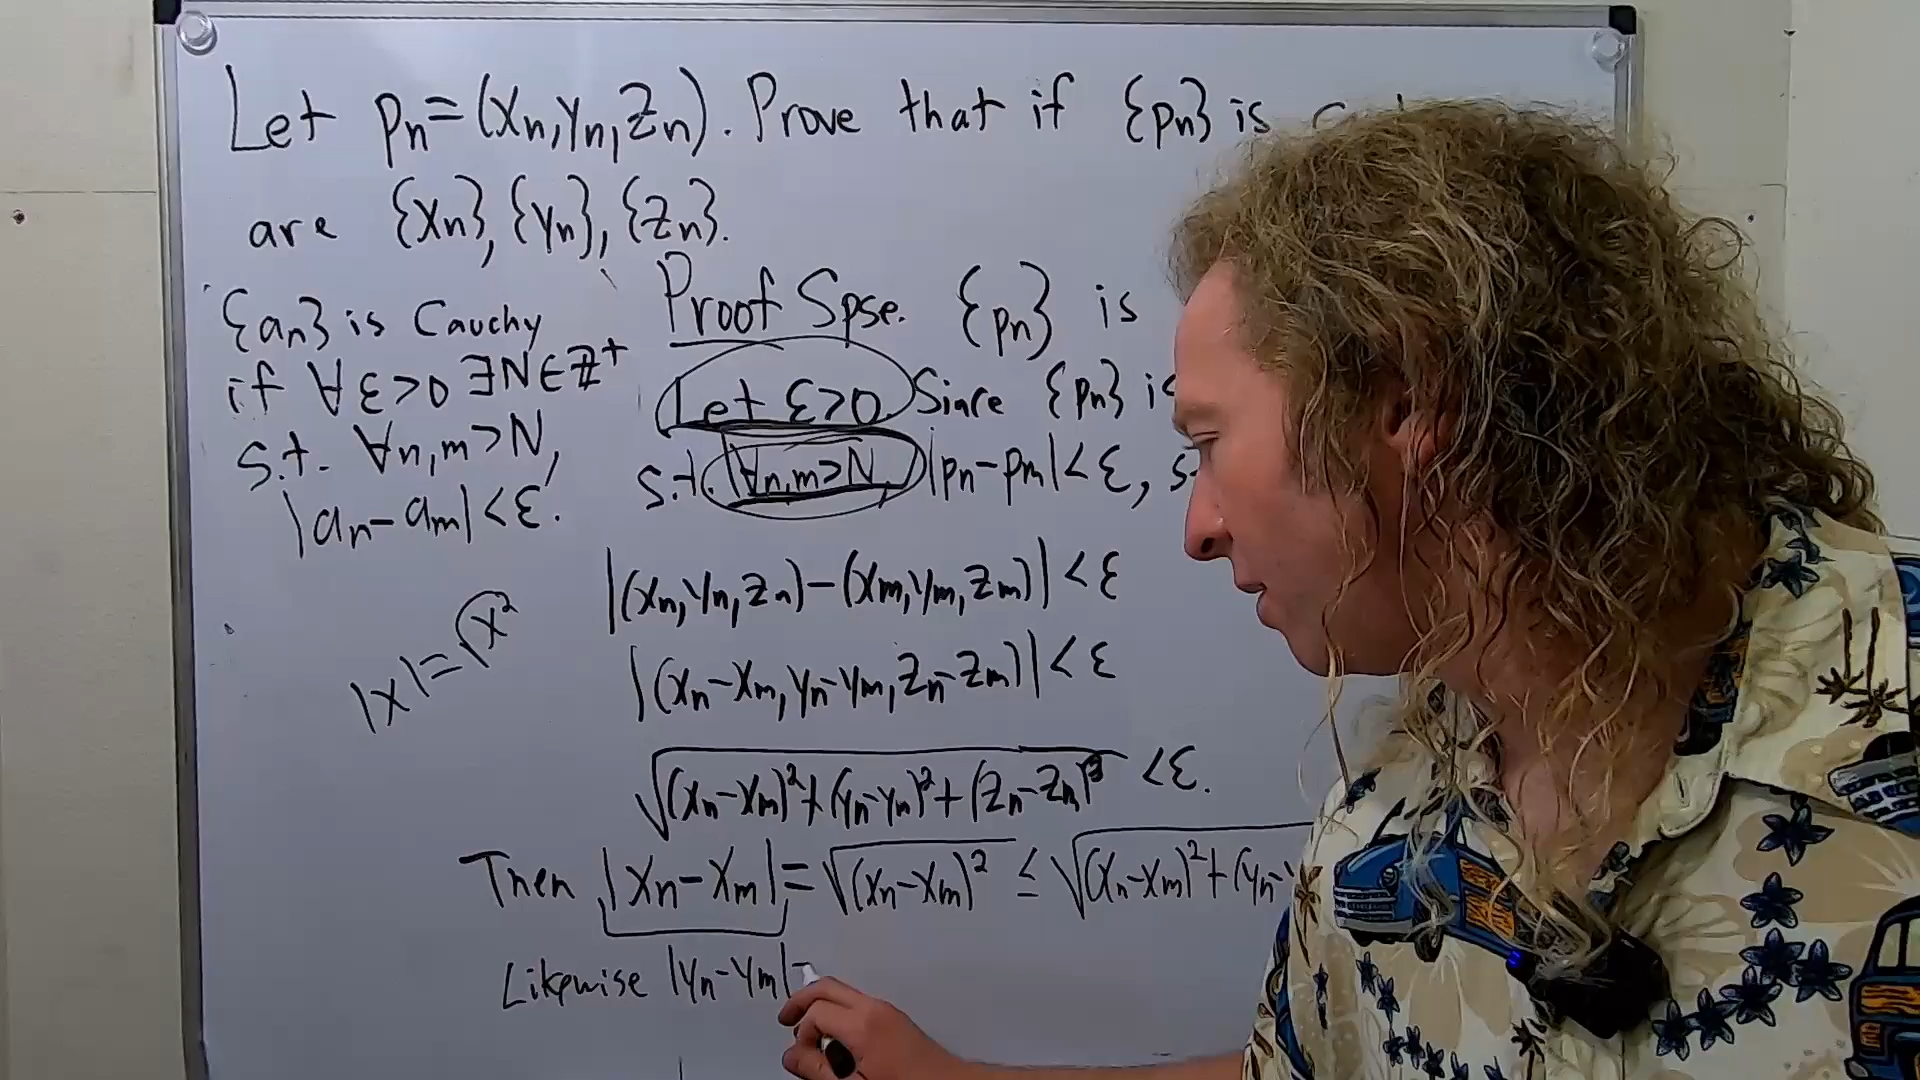 Let pn=(xn,yn,zn). Prove that if {pn} is
are {xn}, {yn}, {zn}.
{an} is Cauchy
if ∀ε>0 ∃N∈ℤ⁺
s.t. ∀n,m>N,
|an-am|<ε.
|x|=√x²
Proof Spse. {pn} is
Let ε>0. Since {pn} is
s.t. ∀n,m>N, |pn-pm|<ε,
|(xn,yn,zn)-(xm,ym,zm)|<ε
|(xn-xm,yn-ym,zn-zm)|<ε
√(xn-xm)²+(yn-ym)²+(zn-zm)² <ε.
Then |xn-xm|=√(xn-xm)² ≤ √(xn-xm)²+(yn-
Likewise |yn-ym|=